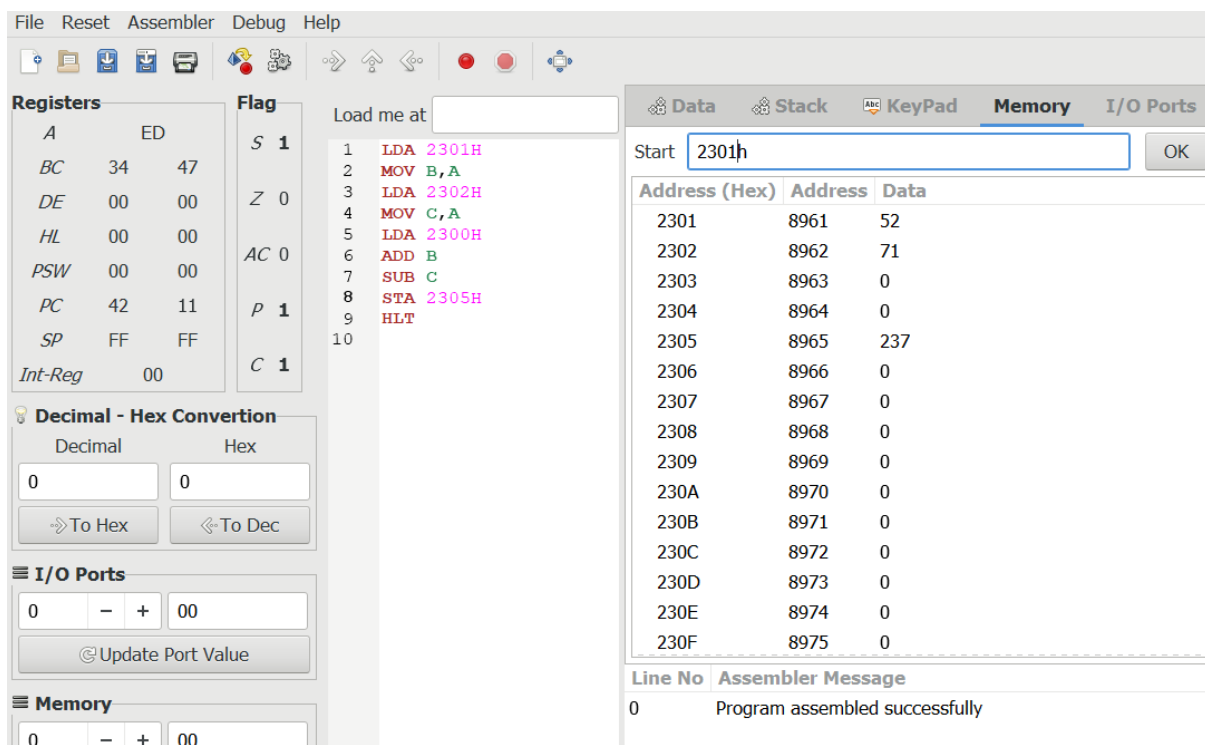 File Reset Assembler Debug Help
Registers
A ED
BC 34 47
DE 00 00
HL 00 00
PSW 00 00
PC 42 11
SP FF FF
Int-Reg 00
Flag
S 1
Z 0
AC 0
P 1
C 1
Decimal - Hex Convertion
Decimal Hex
0 0
To Hex To Dec
I/O Ports
0 − + 00
Update Port Value
Memory
0 − + 00
Load me at
1 LDA 2301H
2 MOV B,A
3 LDA 2302H
4 MOV C,A
5 LDA 2300H
6 ADD B
7 SUB C
8 STA 2305H
9 HLT
10
Data Stack Abc KeyPad Memory I/O Ports
Start 2301h OK
Address (Hex) Address Data
2301 8961 52
2302 8962 71
2303 8963 0
2304 8964 0
2305 8965 237
2306 8966 0
2307 8967 0
2308 8968 0
2309 8969 0
230A 8970 0
230B 8971 0
230C 8972 0
230D 8973 0
230E 8974 0
230F 8975 0
Line No Assembler Message
0 Program assembled successfully